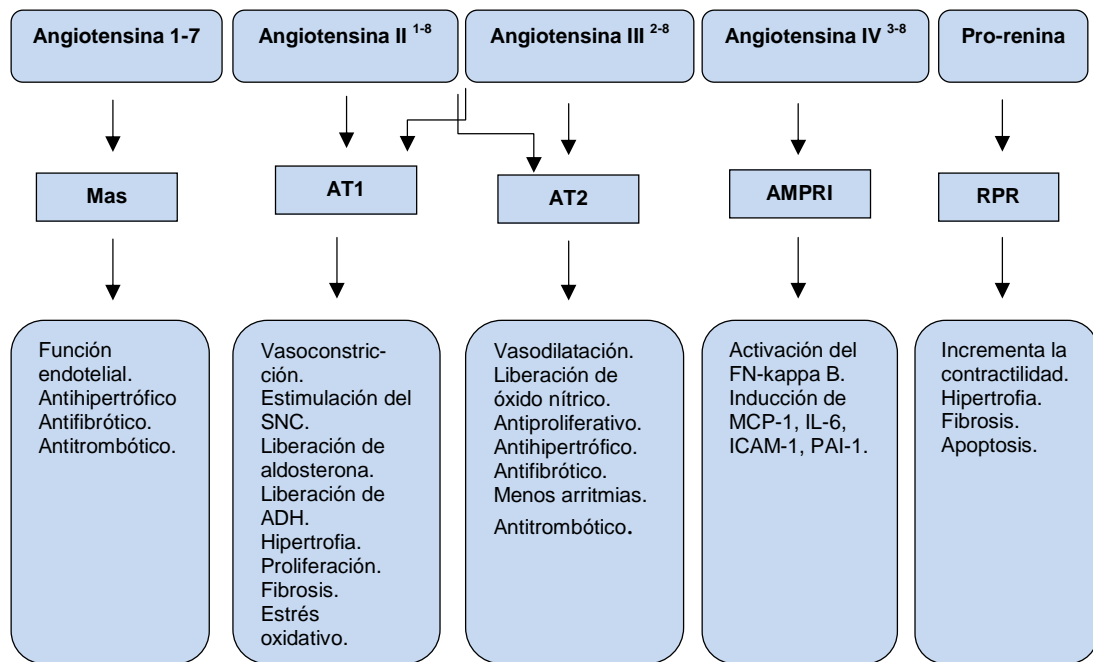 Angiotensina 1-7
Angiotensina II 1-8
Angiotensina III 2-8
Angiotensina IV 3-8
Pro-renina
Mas
AT1
AT2
AMPRI
RPR
Función
endotelial.
Antihipertrófico
Antifibrótico.
Antitrombótico.
Vasoconstric-
cción.
Estimulación del
SNC.
Liberación de
aldosterona.
Liberación de
ADH.
Hipertrofia.
Proliferación.
Fibrosis.
Estrés
oxidativo.
Vasodilatación.
Liberación de
óxido nítrico.
Antiproliferativo.
Antihipertrófico.
Antifibrótico.
Menos arritmias.
Antitrombótico.
Activación del
FN-kappa B.
Inducción de
MCP-1, IL-6,
ICAM-1, PAI-1.
Incrementa la
contractilidad.
Hipertrofia.
Fibrosis.
Apoptosis.